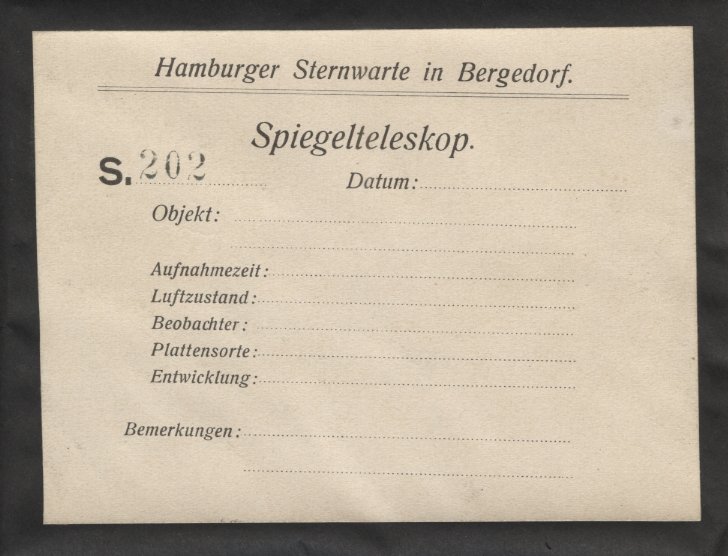 Hamburger Sternwarte in Bergedorf.
Spiegelteleskop.
S. 202
Datum:
Objekt:
Aufnahmezeit:
Luftzustand:
Beobachter:
Plattensorte:
Entwicklung:
Bemerkungen: